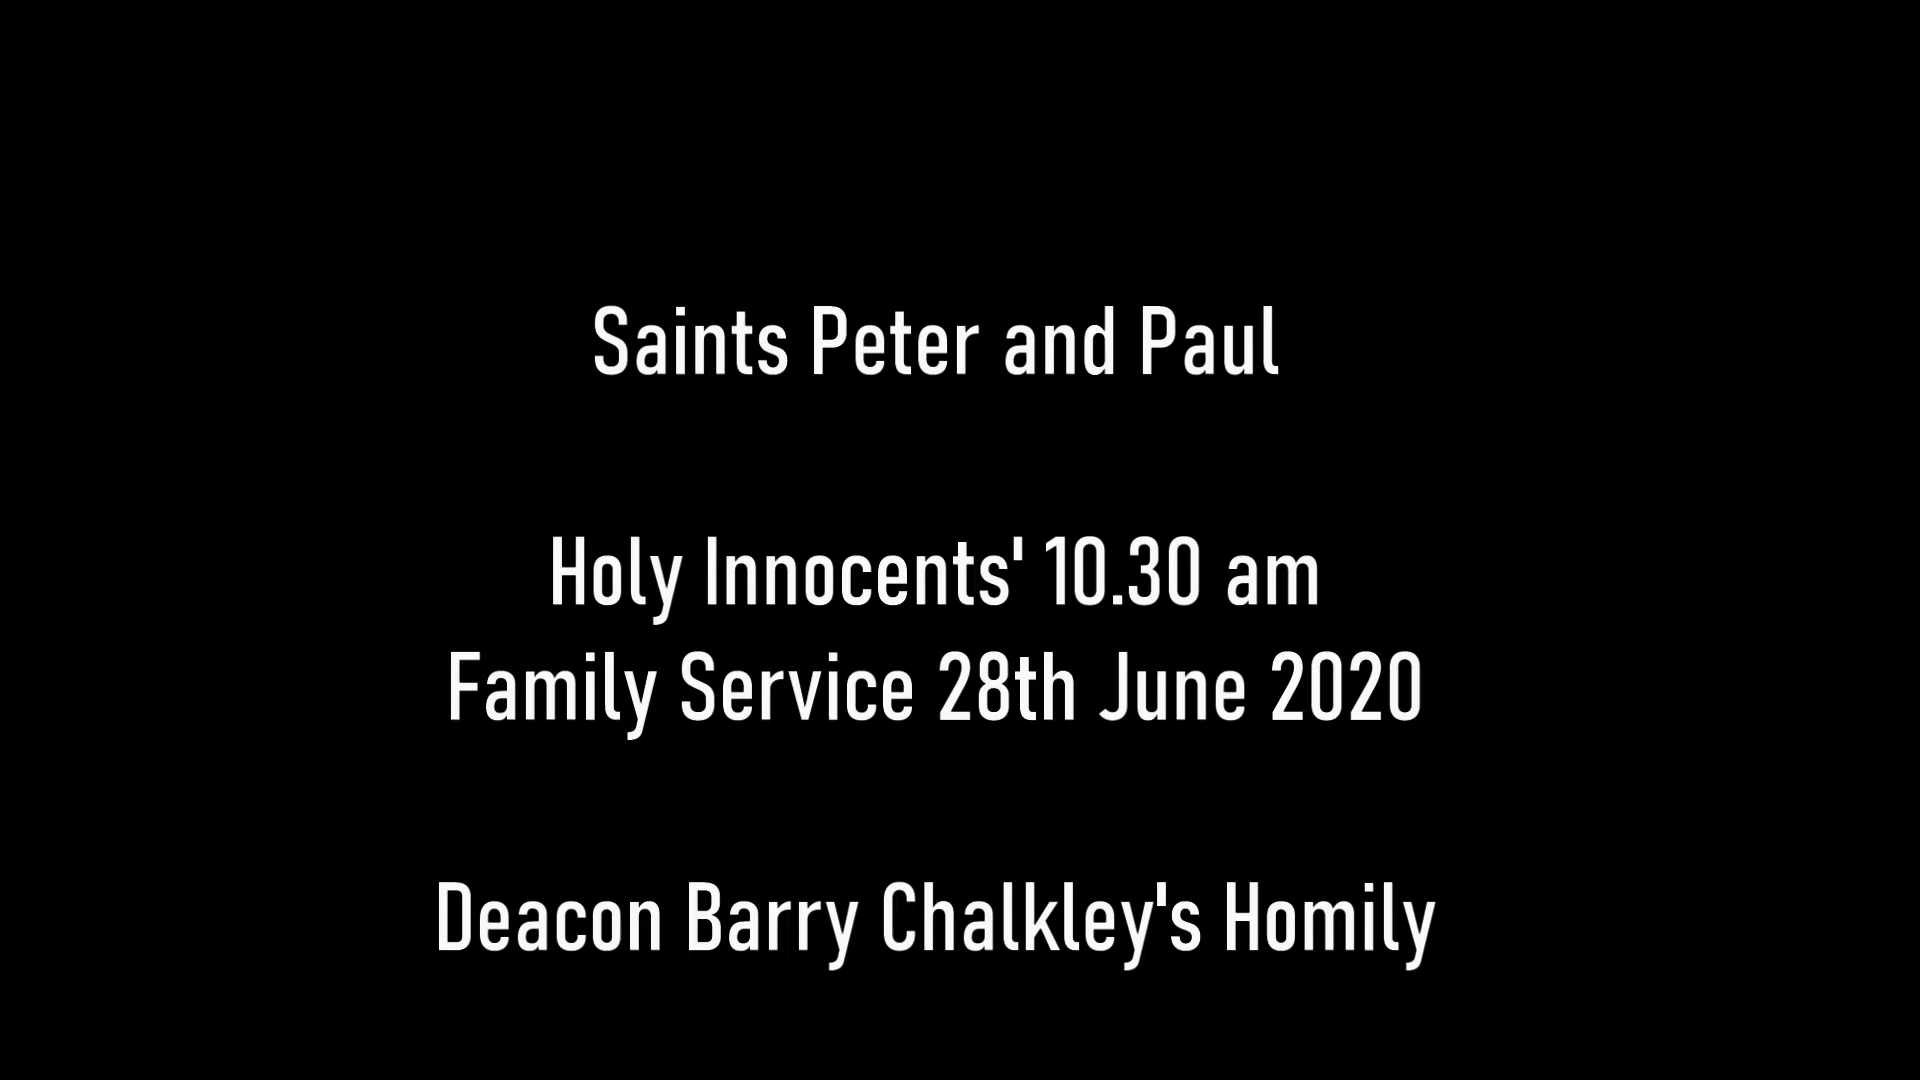 Saints Peter and Paul
Holy Innocents' 10.30 am
Family Service 28th June 2020
Deacon Barry Chalkley's Homily